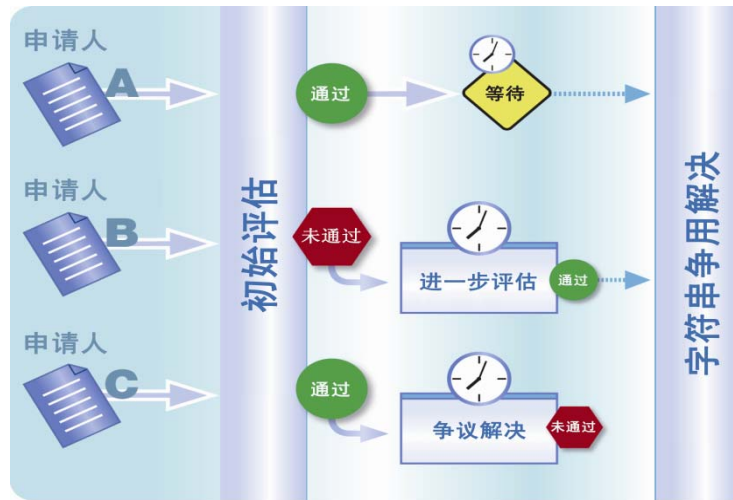 申请人
A
通过
等待
申请人
B
未通过
进一步评估
通过
申请人
C
通过
争议解决
未通过
初始评估
字符串争用解决